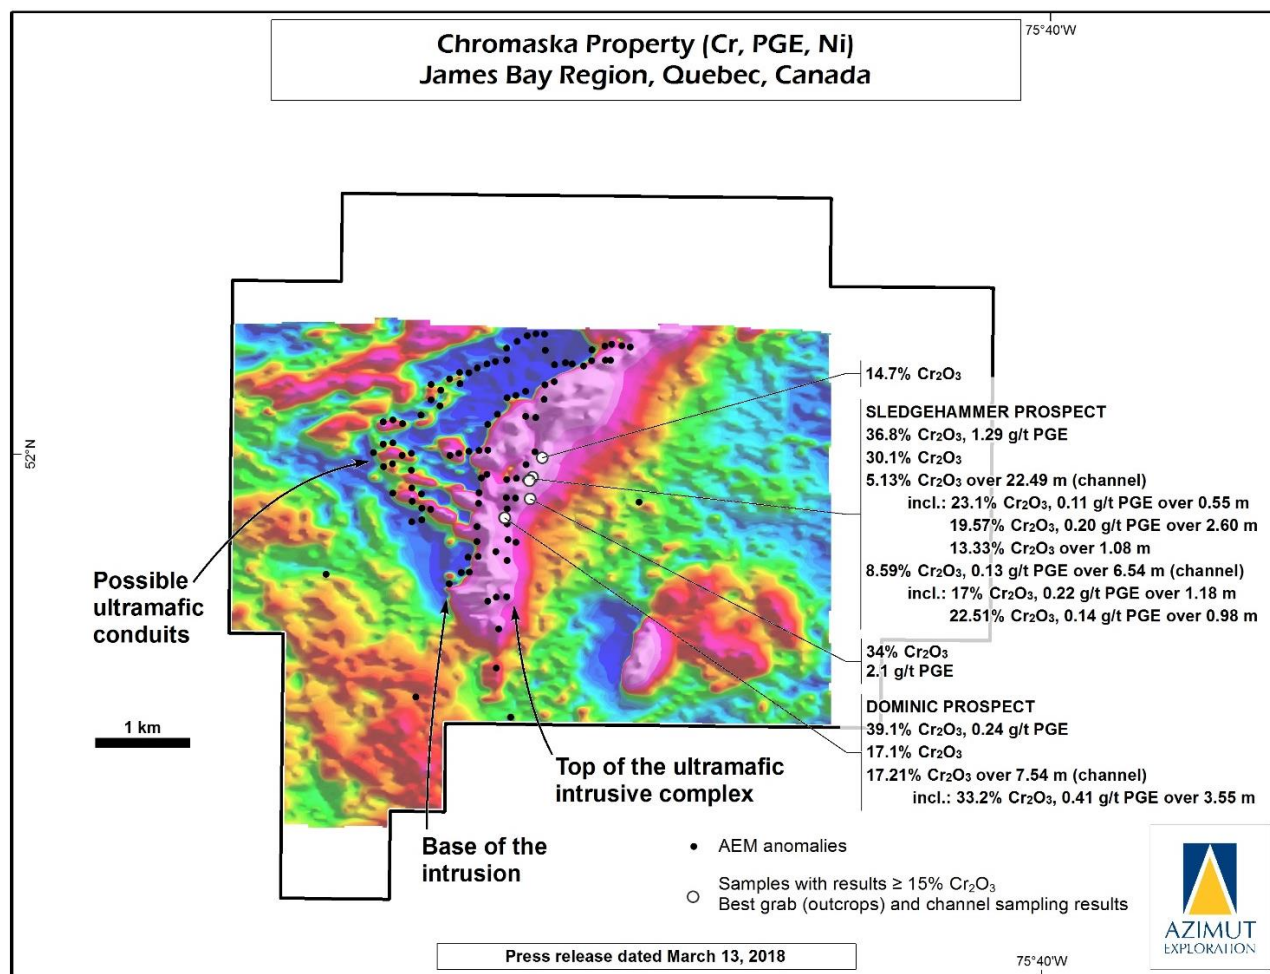 75°40'W
Chromaska Property (Cr, PGE, Ni)
James Bay Region, Quebec, Canada
52°N
14.7% Cr₂O₃
SLEDGEHAMMER PROSPECT
36.8% Cr₂O₃, 1.29 g/t PGE
30.1% Cr₂O₃
5.13% Cr₂O₃ over 22.49 m (channel)
incl.: 23.1% Cr₂O₃, 0.11 g/t PGE over 0.55 m
19.57% Cr₂O₃, 0.20 g/t PGE over 2.60 m
13.33% Cr₂O₃ over 1.08 m
8.59% Cr₂O₃, 0.13 g/t PGE over 6.54 m (channel)
incl.: 17% Cr₂O₃, 0.22 g/t PGE over 1.18 m
22.51% Cr₂O₃, 0.14 g/t PGE over 0.98 m
34% Cr₂O₃
2.1 g/t PGE
DOMINIC PROSPECT
39.1% Cr₂O₃, 0.24 g/t PGE
17.1% Cr₂O₃
17.21% Cr₂O₃ over 7.54 m (channel)
incl.: 33.2% Cr₂O₃, 0.41 g/t PGE over 3.55 m
Possible
ultramafic
conduits
1 km
Top of the ultramafic
intrusive complex
Base of the
intrusion
AEM anomalies
Samples with results ≥ 15% Cr₂O₃
Best grab (outcrops) and channel sampling results
AZIMUT
EXPLORATION
Press release dated March 13, 2018
75°40'W